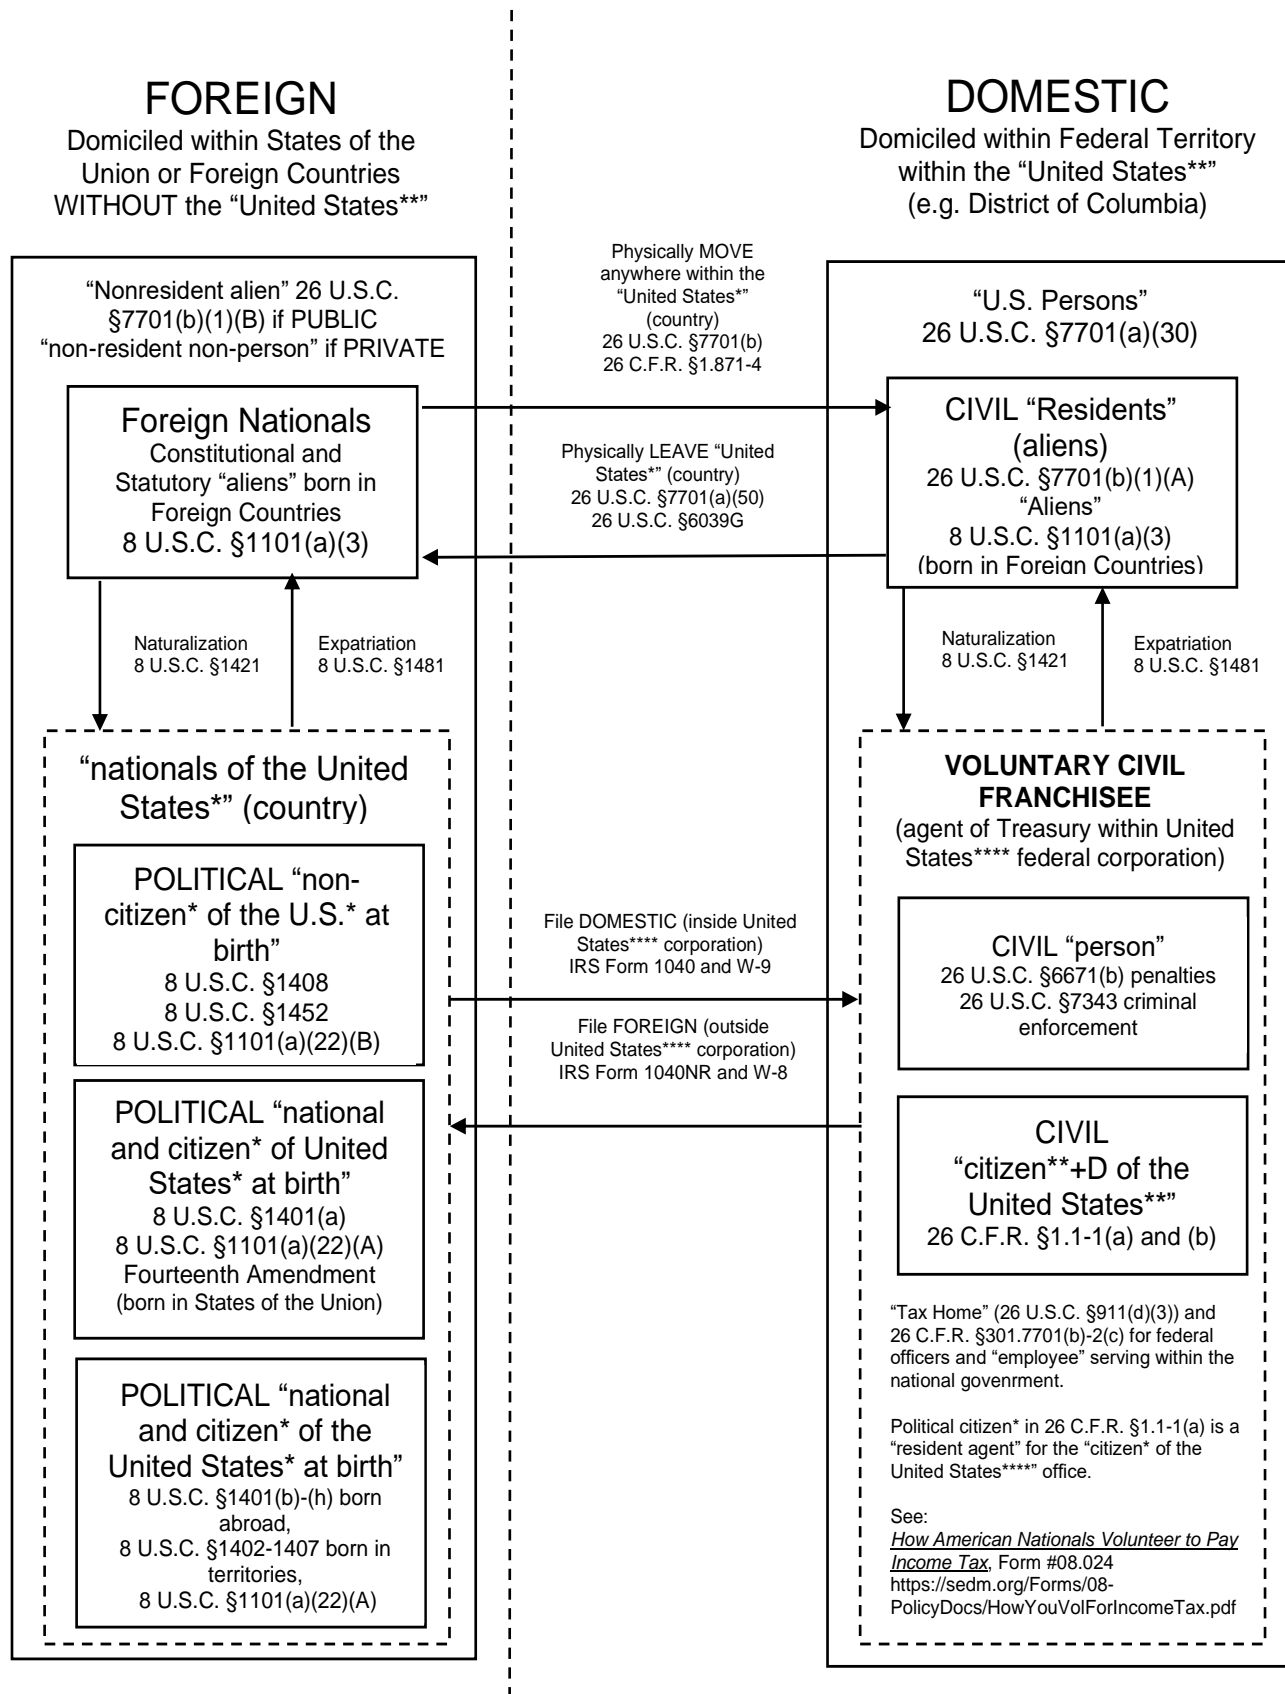 FOREIGN
Domiciled within States of the
Union or Foreign Countries
WITHOUT the “United States**”
DOMESTIC
Domiciled within Federal Territory
within the “United States**”
(e.g. District of Columbia)
“Nonresident alien” 26 U.S.C.
§7701(b)(1)(B) if PUBLIC
“non-resident non-person” if PRIVATE
Foreign Nationals
Constitutional and
Statutory “aliens” born in
Foreign Countries
8 U.S.C. §1101(a)(3)
Physically MOVE
anywhere within the
“United States*”
(country)
26 U.S.C. §7701(b)
26 C.F.R. §1.871-4
Physically LEAVE “United
States*” (country)
26 U.S.C. §7701(a)(50)
26 U.S.C. §6039G
“U.S. Persons”
26 U.S.C. §7701(a)(30)
CIVIL “Residents”
(aliens)
26 U.S.C. §7701(b)(1)(A)
“Aliens”
8 U.S.C. §1101(a)(3)
(born in Foreign Countries)
Naturalization
8 U.S.C. §1421
Expatriation
8 U.S.C. §1481
Naturalization
8 U.S.C. §1421
Expatriation
8 U.S.C. §1481
“nationals of the United
States*” (country)
POLITICAL “non-
citizen* of the U.S.* at
birth”
8 U.S.C. §1408
8 U.S.C. §1452
8 U.S.C. §1101(a)(22)(B)
POLITICAL “national
and citizen* of United
States* at birth”
8 U.S.C. §1401(a)
8 U.S.C. §1101(a)(22)(A)
Fourteenth Amendment
(born in States of the Union)
POLITICAL “national
and citizen* of the
United States* at birth”
8 U.S.C. §1401(b)-(h) born
abroad,
8 U.S.C. §1402-1407 born in
territories,
8 U.S.C. §1101(a)(22)(A)
File DOMESTIC (inside United
States**** corporation)
IRS Form 1040 and W-9
File FOREIGN (outside
United States**** corporation)
IRS Form 1040NR and W-8
VOLUNTARY CIVIL
FRANCHISEE
(agent of Treasury within United
States**** federal corporation)
CIVIL “person”
26 U.S.C. §6671(b) penalties
26 U.S.C. §7343 criminal
enforcement
CIVIL
“citizen**+D of the
United States**”
26 C.F.R. §1.1-1(a) and (b)
“Tax Home” (26 U.S.C. §911(d)(3)) and
26 C.F.R. §301.7701(b)-2(c) for federal
officers and “employee” serving within the
national govenrment.
Political citizen* in 26 C.F.R. §1.1-1(a) is a
“resident agent” for the “citizen* of the
United States****” office.
See:
How American Nationals Volunteer to Pay
Income Tax, Form #08.024
https://sedm.org/Forms/08-
PolicyDocs/HowYouVolForIncomeTax.pdf